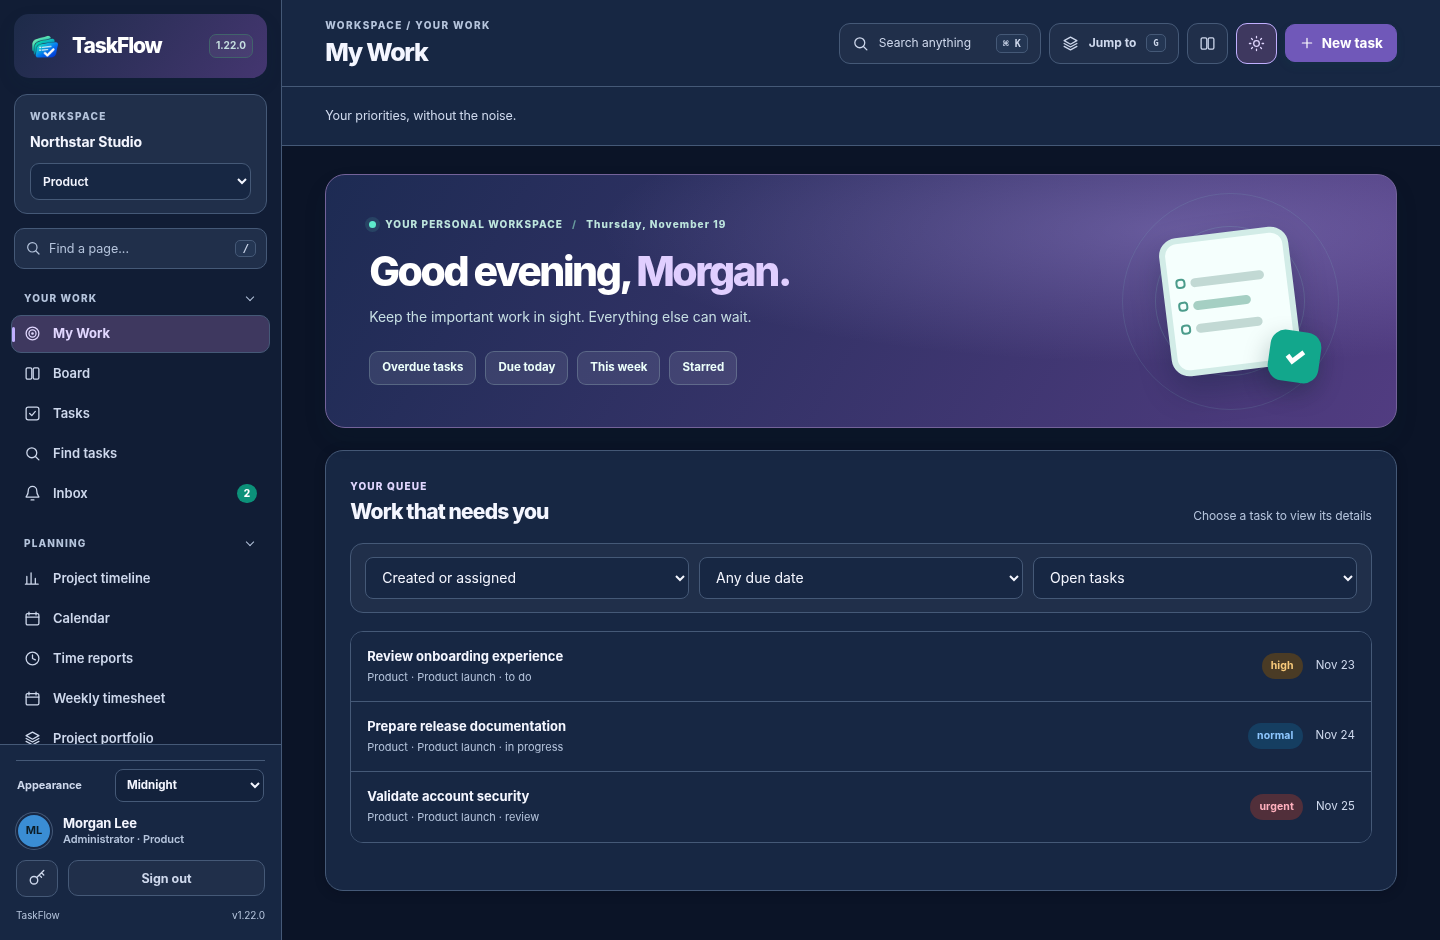 TaskFlow
1.22.0
WORKSPACE
Northstar Studio
Product
Find a page...
/
YOUR WORK
My Work
Board
Tasks
Find tasks
Inbox
2
PLANNING
Project timeline
Calendar
Time reports
Weekly timesheet
Project portfolio
Appearance
Midnight
ML
Morgan Lee
Administrator · Product
Sign out
TaskFlow
v1.22.0
WORKSPACE / YOUR WORK
My Work
Search anything
⌘ K
Jump to
G
New task
Your priorities, without the noise.
YOUR PERSONAL WORKSPACE / Thursday, November 19
Good evening, Morgan.
Keep the important work in sight. Everything else can wait.
Overdue tasks
Due today
This week
Starred
YOUR QUEUE
Work that needs you
Choose a task to view its details
Created or assigned
Any due date
Open tasks
Review onboarding experience
Product · Product launch · to do
high
Nov 23
Prepare release documentation
Product · Product launch · in progress
normal
Nov 24
Validate account security
Product · Product launch · review
urgent
Nov 25